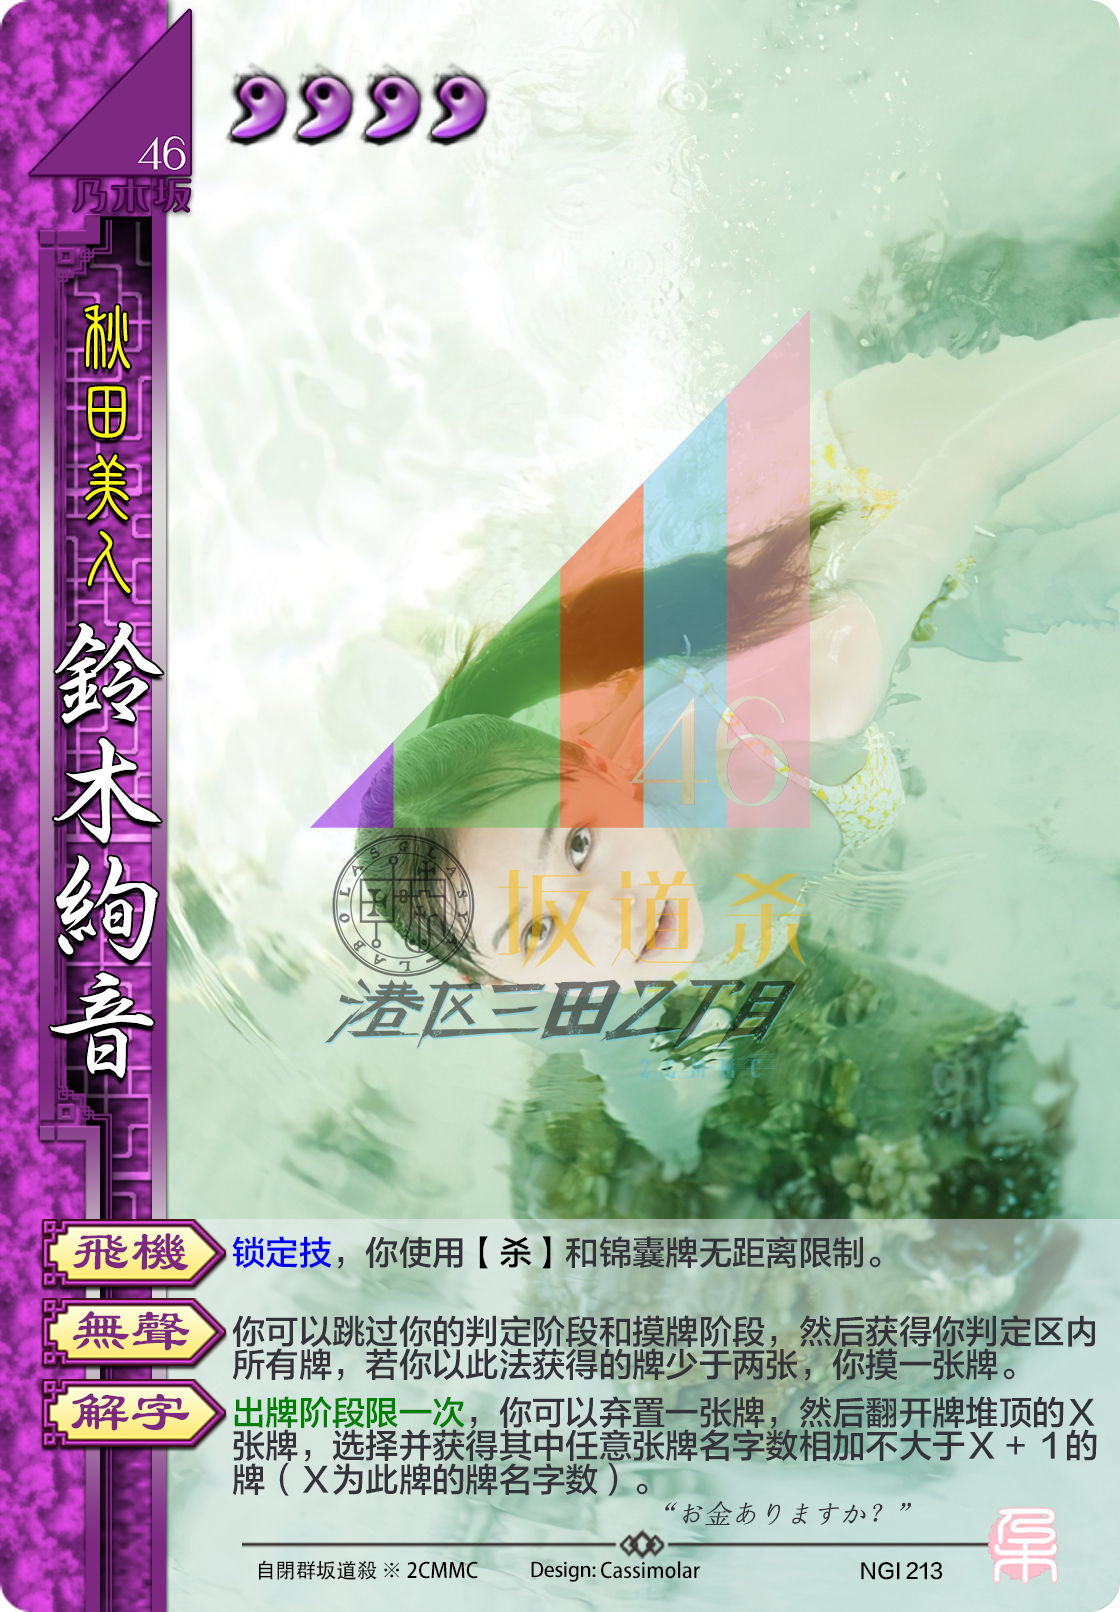 46
乃木坂
秋田美人
鈴木絢音
46
坂道杀
港区三田乙丁目
2CMMC
飛機
锁定技，你使用【杀】和锦囊牌无距离限制。
無聲
你可以跳过你的判定阶段和摸牌阶段，然后获得你判定区内
所有牌，若你以此法获得的牌少于两张，你摸一张牌。
解字
出牌阶段限一次，你可以弃置一张牌，然后翻开牌堆顶的X
张牌，选择并获得其中任意张牌名字数相加不大于X + 1的
牌（X为此牌的牌名字数）。
“お金ありますか？”
自閉群坂道殺 ※ 2CMMC
Design: Cassimolar
NGI 213